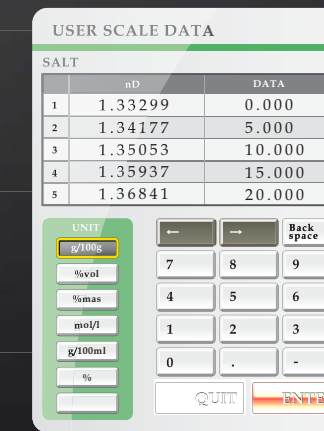 USER SCALE DATA
SALT
nD DATA
1 1.33299 0.000
2 1.34177 5.000
3 1.35053 10.000
4 1.35937 15.000
5 1.36841 20.000
UNIT
g/100g
%vol
%mas
mol/l
g/100ml
%
← → Back space
7 8 9
4 5 6
1 2 3
0 . -
QUIT ENTE